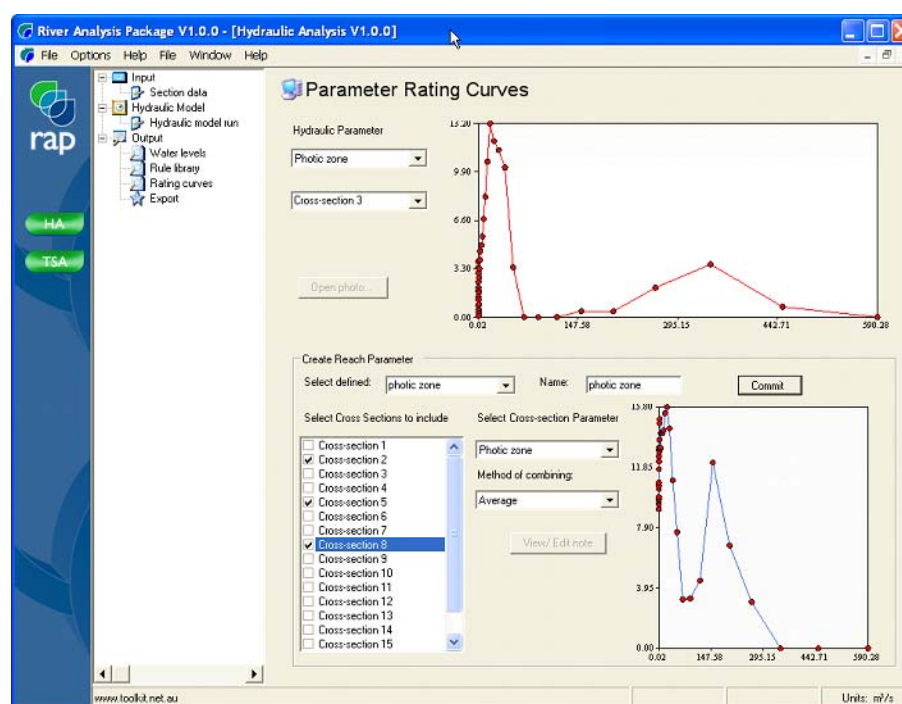 River Analysis Package V1.0.0 - [Hydraulic Analysis V1.0.0]
File Options Help File Window Help
rap
HA
TSA
Input
Section data
Hydraulic Model
Hydraulic model run
Output
Water levels
Rule library
Rating curves
Export
Parameter Rating Curves
Hydraulic Parameter
Photic zone
Cross-section 3
Open photo...
13.20
9.90
6.60
3.30
0.00
0.02 147.58 295.15 442.71 590.28
Create Reach Parameter
Select defined: photic zone Name: photic zone Commit
Select Cross Sections to include
Cross-section 1
Cross-section 2
Cross-section 3
Cross-section 4
Cross-section 5
Cross-section 6
Cross-section 7
Cross-section 8
Cross-section 9
Cross-section 10
Cross-section 11
Cross-section 12
Cross-section 13
Cross-section 14
Cross-section 15
Select Cross-section Parameter
Photic zone
Method of combining:
Average
View/ Edit note
15.80
11.85
7.90
3.95
0.00
0.02 147.58 295.15 442.71 590.28
www.toolkit.net.au
Units: m³/s